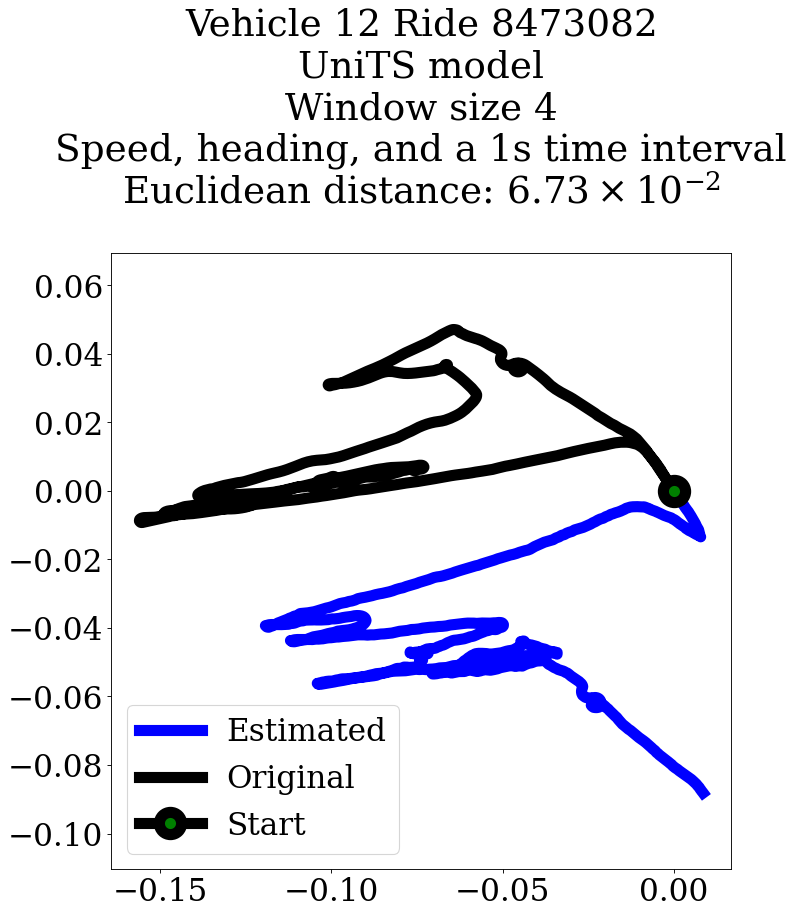 Vehicle 12 Ride 8473082
UniTS model
Window size 4
Speed, heading, and a 1s time interval
Euclidean distance: 6.73 × 10⁻²
0.06
0.04
0.02
0.00
−0.02
−0.04
−0.06
−0.08
−0.10
Estimated
Original
Start
−0.15
−0.10
−0.05
0.00